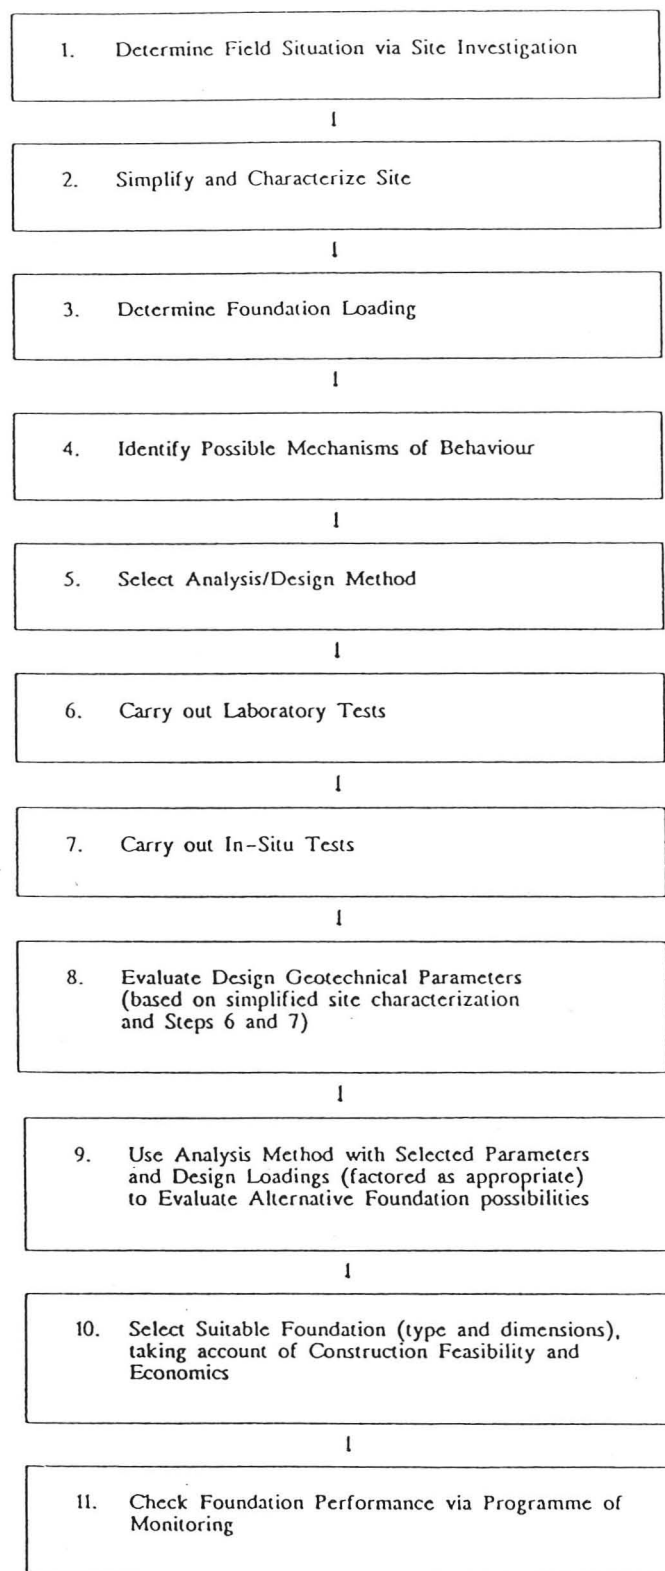 1. Determine Field Situation via Site Investigation
2. Simplify and Characterize Site
3. Determine Foundation Loading
4. Identify Possible Mechanisms of Behaviour
5. Select Analysis/Design Method
6. Carry out Laboratory Tests
7. Carry out In-Situ Tests
8. Evaluate Design Geotechnical Parameters
(based on simplified site characterization
and Steps 6 and 7)
9. Use Analysis Method with Selected Parameters
and Design Loadings (factored as appropriate)
to Evaluate Alternative Foundation possibilities
10. Select Suitable Foundation (type and dimensions),
taking account of Construction Feasibility and
Economics
11. Check Foundation Performance via Programme of
Monitoring